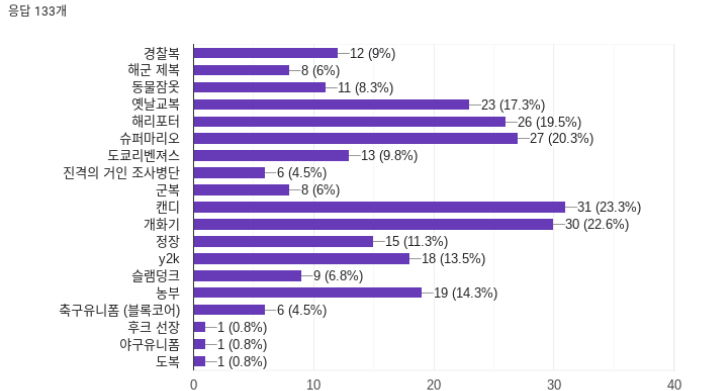 응답 133개
경찰복 12 (9%)
해군 제복 8 (6%)
동물잠옷 11 (8.3%)
옛날교복 23 (17.3%)
해리포터 26 (19.5%)
슈퍼마리오 27 (20.3%)
도쿄리벤져스 13 (9.8%)
진격의 거인 조사병단 6 (4.5%)
군복 8 (6%)
캔디 31 (23.3%)
개화기 30 (22.6%)
정장 15 (11.3%)
y2k 18 (13.5%)
슬램덩크 9 (6.8%)
농부 19 (14.3%)
축구유니폼 (블록코어) 6 (4.5%)
후크 선장 1 (0.8%)
야구유니폼 1 (0.8%)
도복 1 (0.8%)
0 10 20 30 40